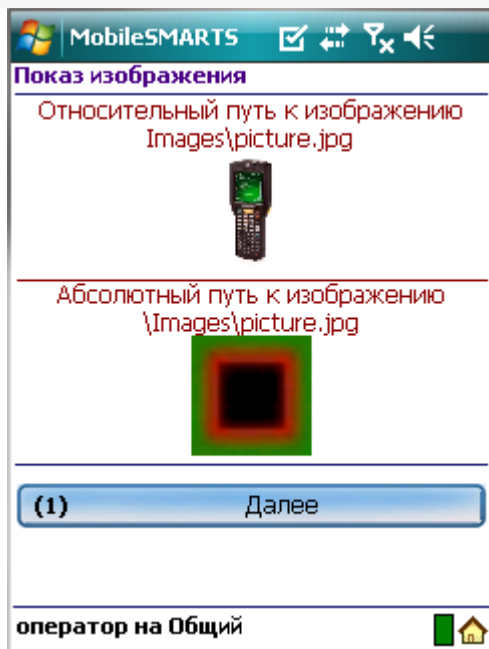 MobileSMARTS
Показ изображения
Относительный путь к изображению
Images\picture.jpg
Абсолютный путь к изображению
\Images\picture.jpg
(1) Далее
оператор на Общий